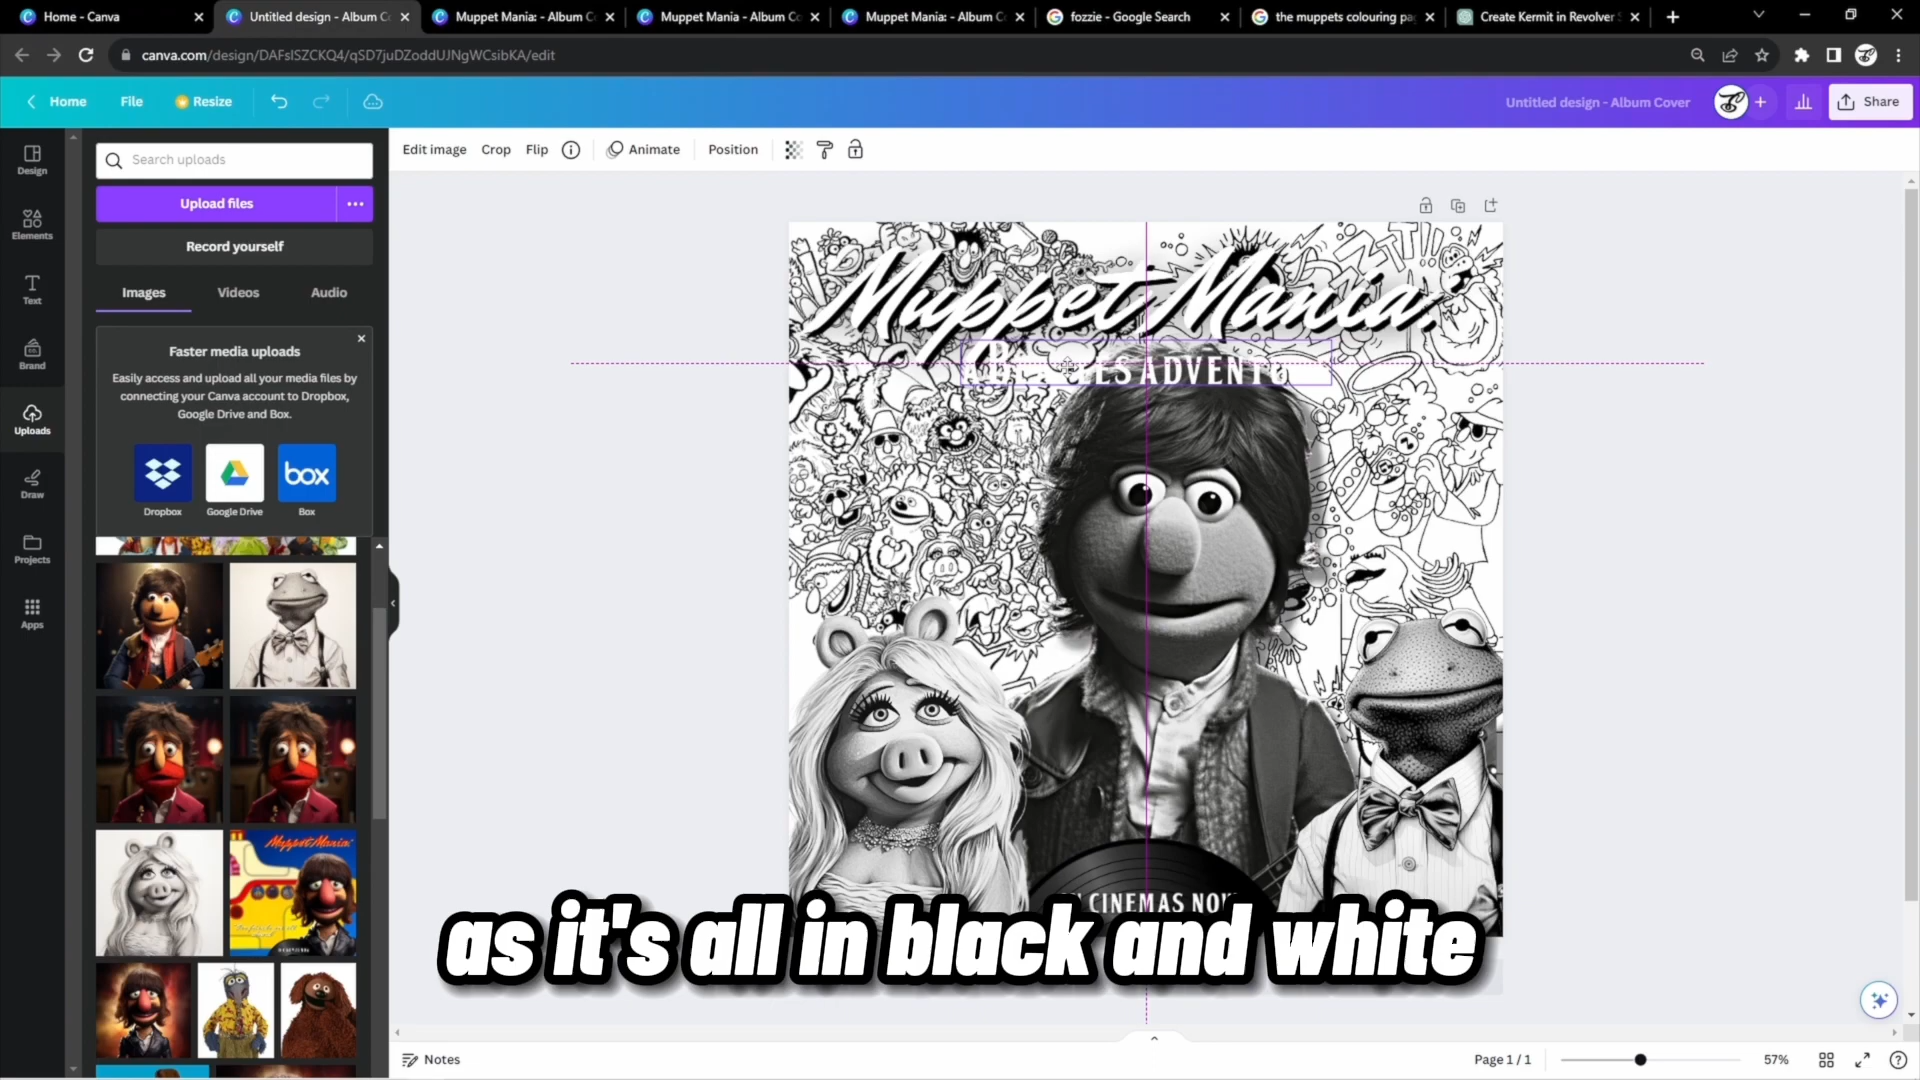 Home - Canva
Untitled design - Album C
Muppet Mania: - Album C
Muppet Mania - Album Co
Muppet Mania: - Album C
fozzie - Google Search
the muppets colouring pa
Create Kermit in Revolver
canva.com/design/DAFsISZCKQ4/qSD7juDZoddUJNgWCsibKA/edit
Home
File
Resize
Untitled design - Album Cover
Share
Design
Elements
Text
Brand
Uploads
Draw
Projects
Apps
Search uploads
Upload files
Record yourself
Images
Videos
Audio
Faster media uploads
Easily access and upload all your media files by
connecting your Canva account to Dropbox,
Google Drive and Box.
box
Dropbox
Google Drive
Box
Muppet Mania:
Edit image
Crop
Flip
Animate
Position
Muppet Mania:
ADVENTU
CINEMAS NOW
as it's all in black and white
Notes
Page 1 / 1
57%